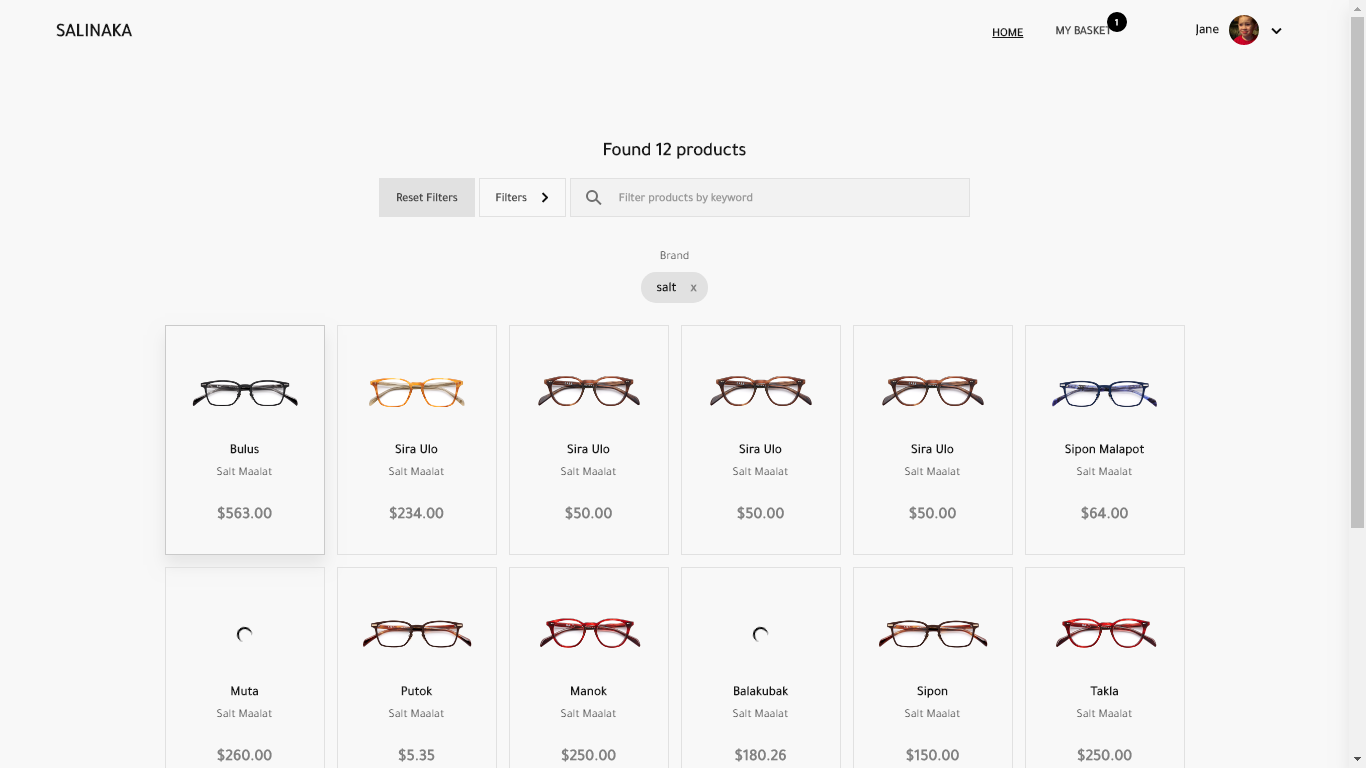 SALINAKA
HOME
MY BASKET
1
Jane
Found 12 products
Reset Filters
Filters
Filter products by keyword
Brand
salt x
Bulus
Salt Maalat
$563.00
Sira Ulo
Salt Maalat
$234.00
Sira Ulo
Salt Maalat
$50.00
Sira Ulo
Salt Maalat
$50.00
Sira Ulo
Salt Maalat
$50.00
Sipon Malapot
Salt Maalat
$64.00
Muta
Salt Maalat
$260.00
Putok
Salt Maalat
$5.35
Manok
Salt Maalat
$250.00
Balakubak
Salt Maalat
$180.26
Sipon
Salt Maalat
$150.00
Takla
Salt Maalat
$250.00